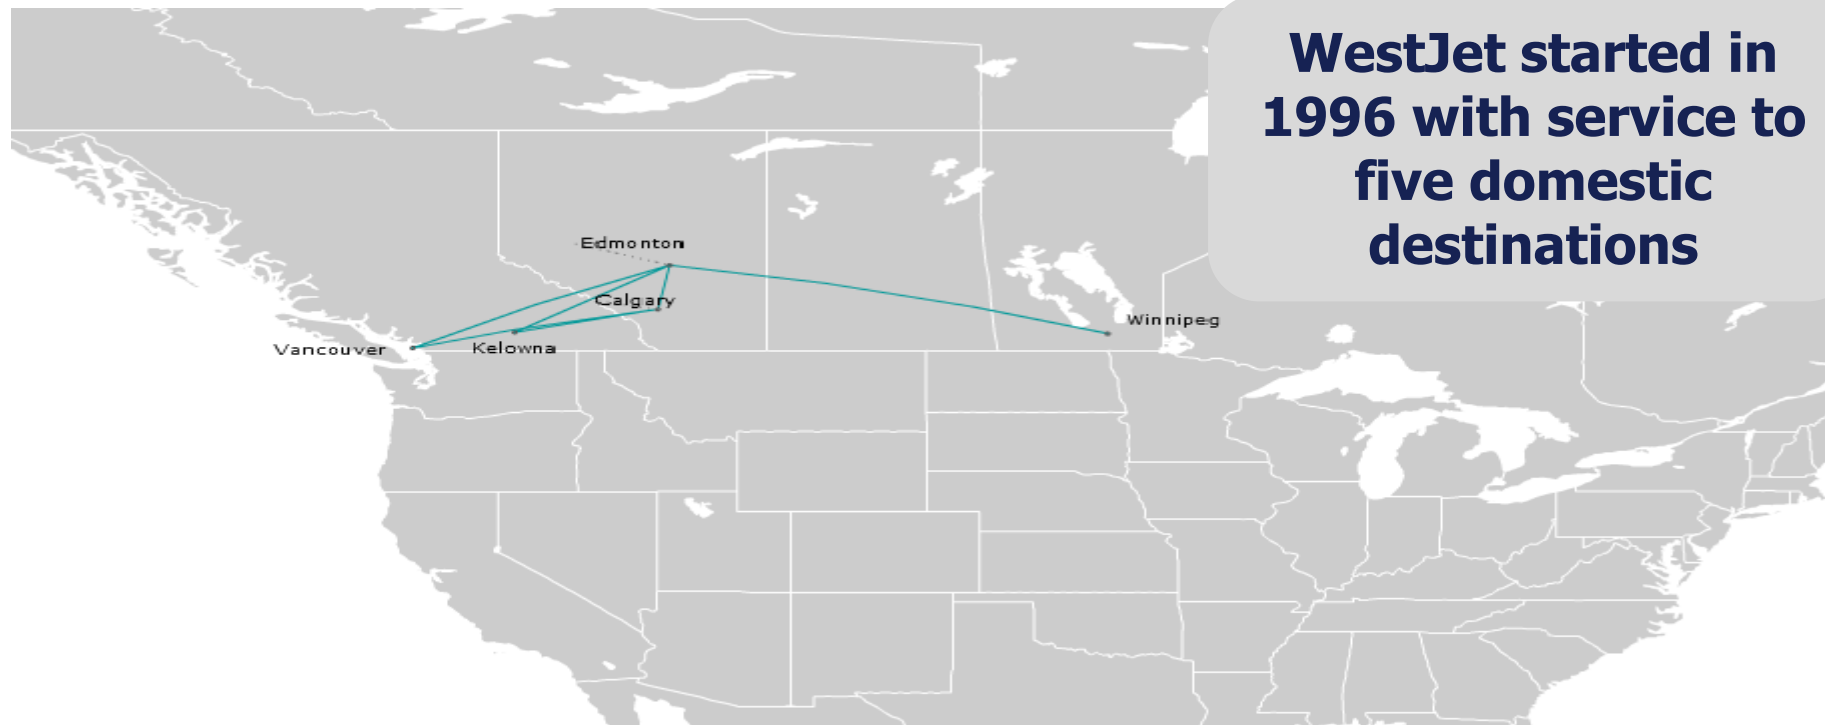 WestJet started in
1996 with service to
five domestic
destinations
Edmonton
Calgary
Winnipeg
Vancouver
Kelowna